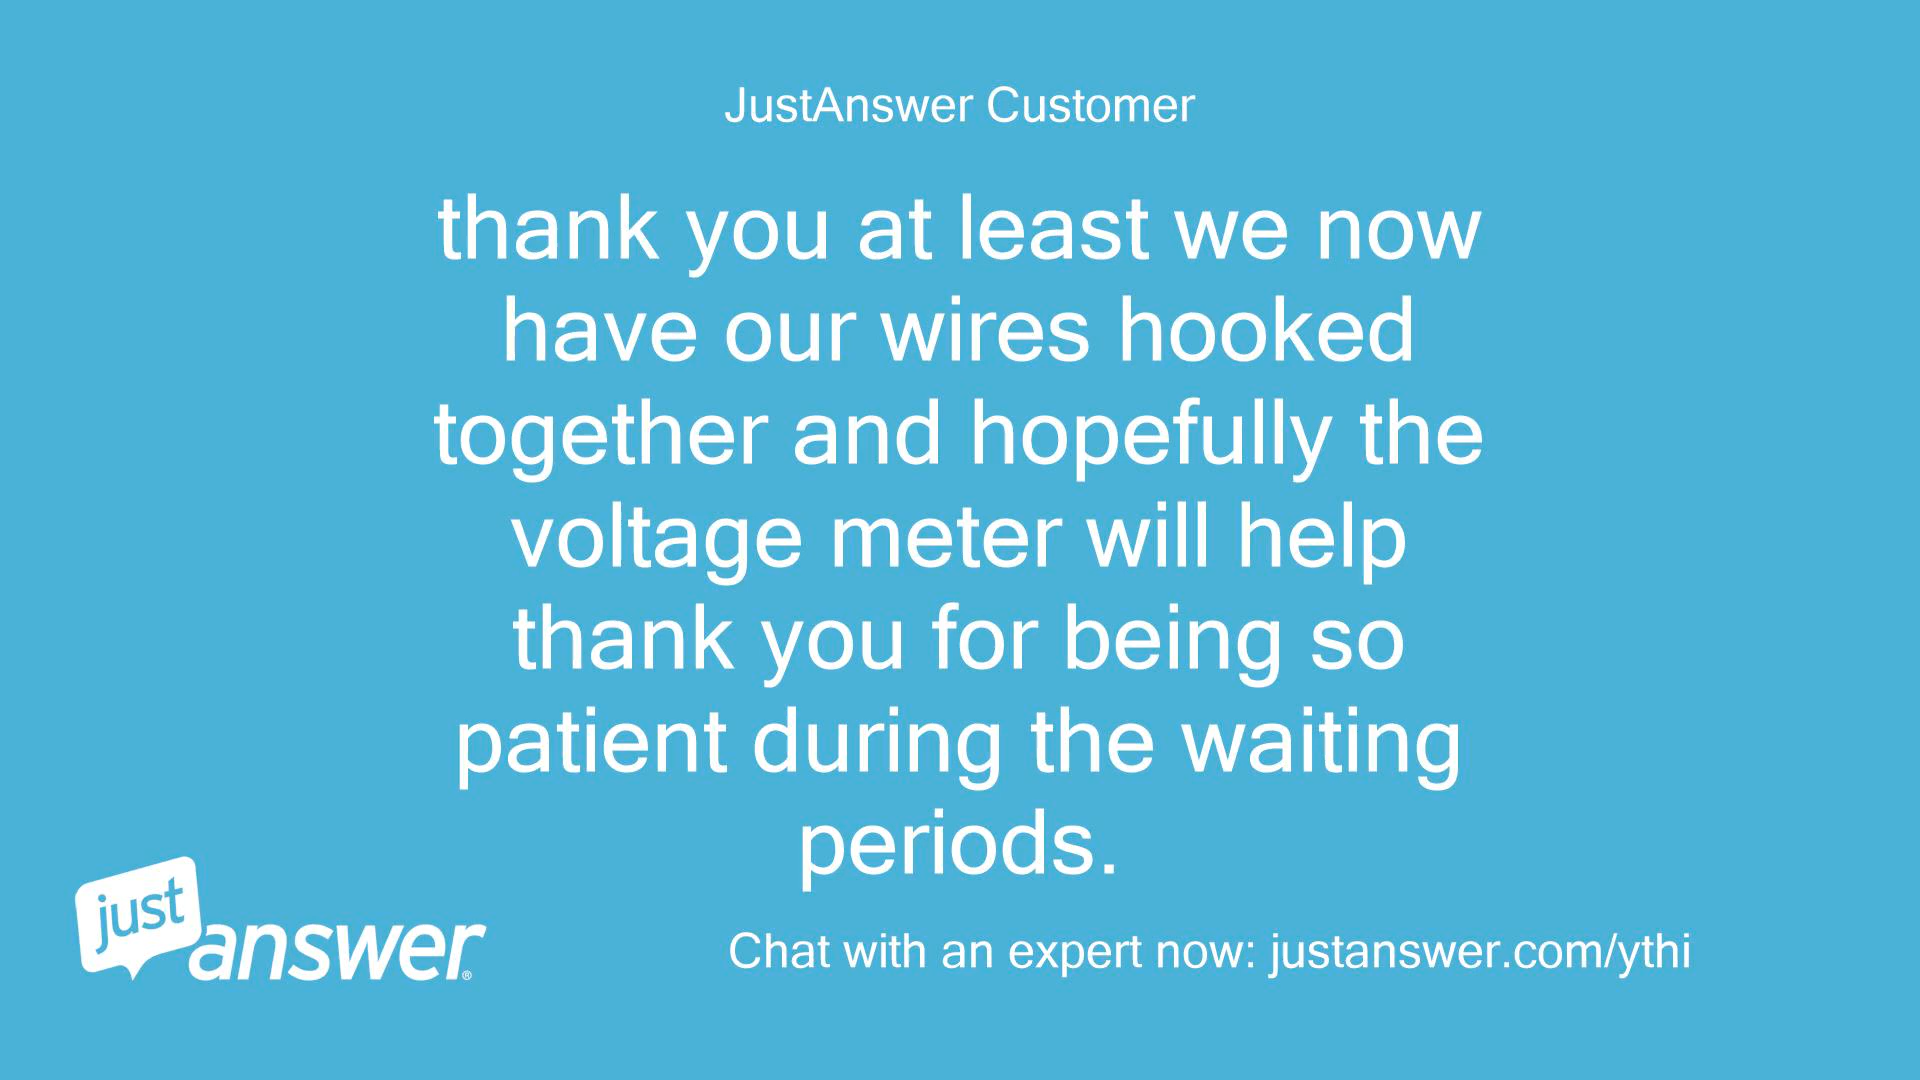 JustAnswer Customer
thank you at least we now
have our wires hooked
together and hopefully the
voltage meter will help
thank you for being so
patient during the waiting
periods.
just
answer®
Chat with an expert now: justanswer.com/ythi